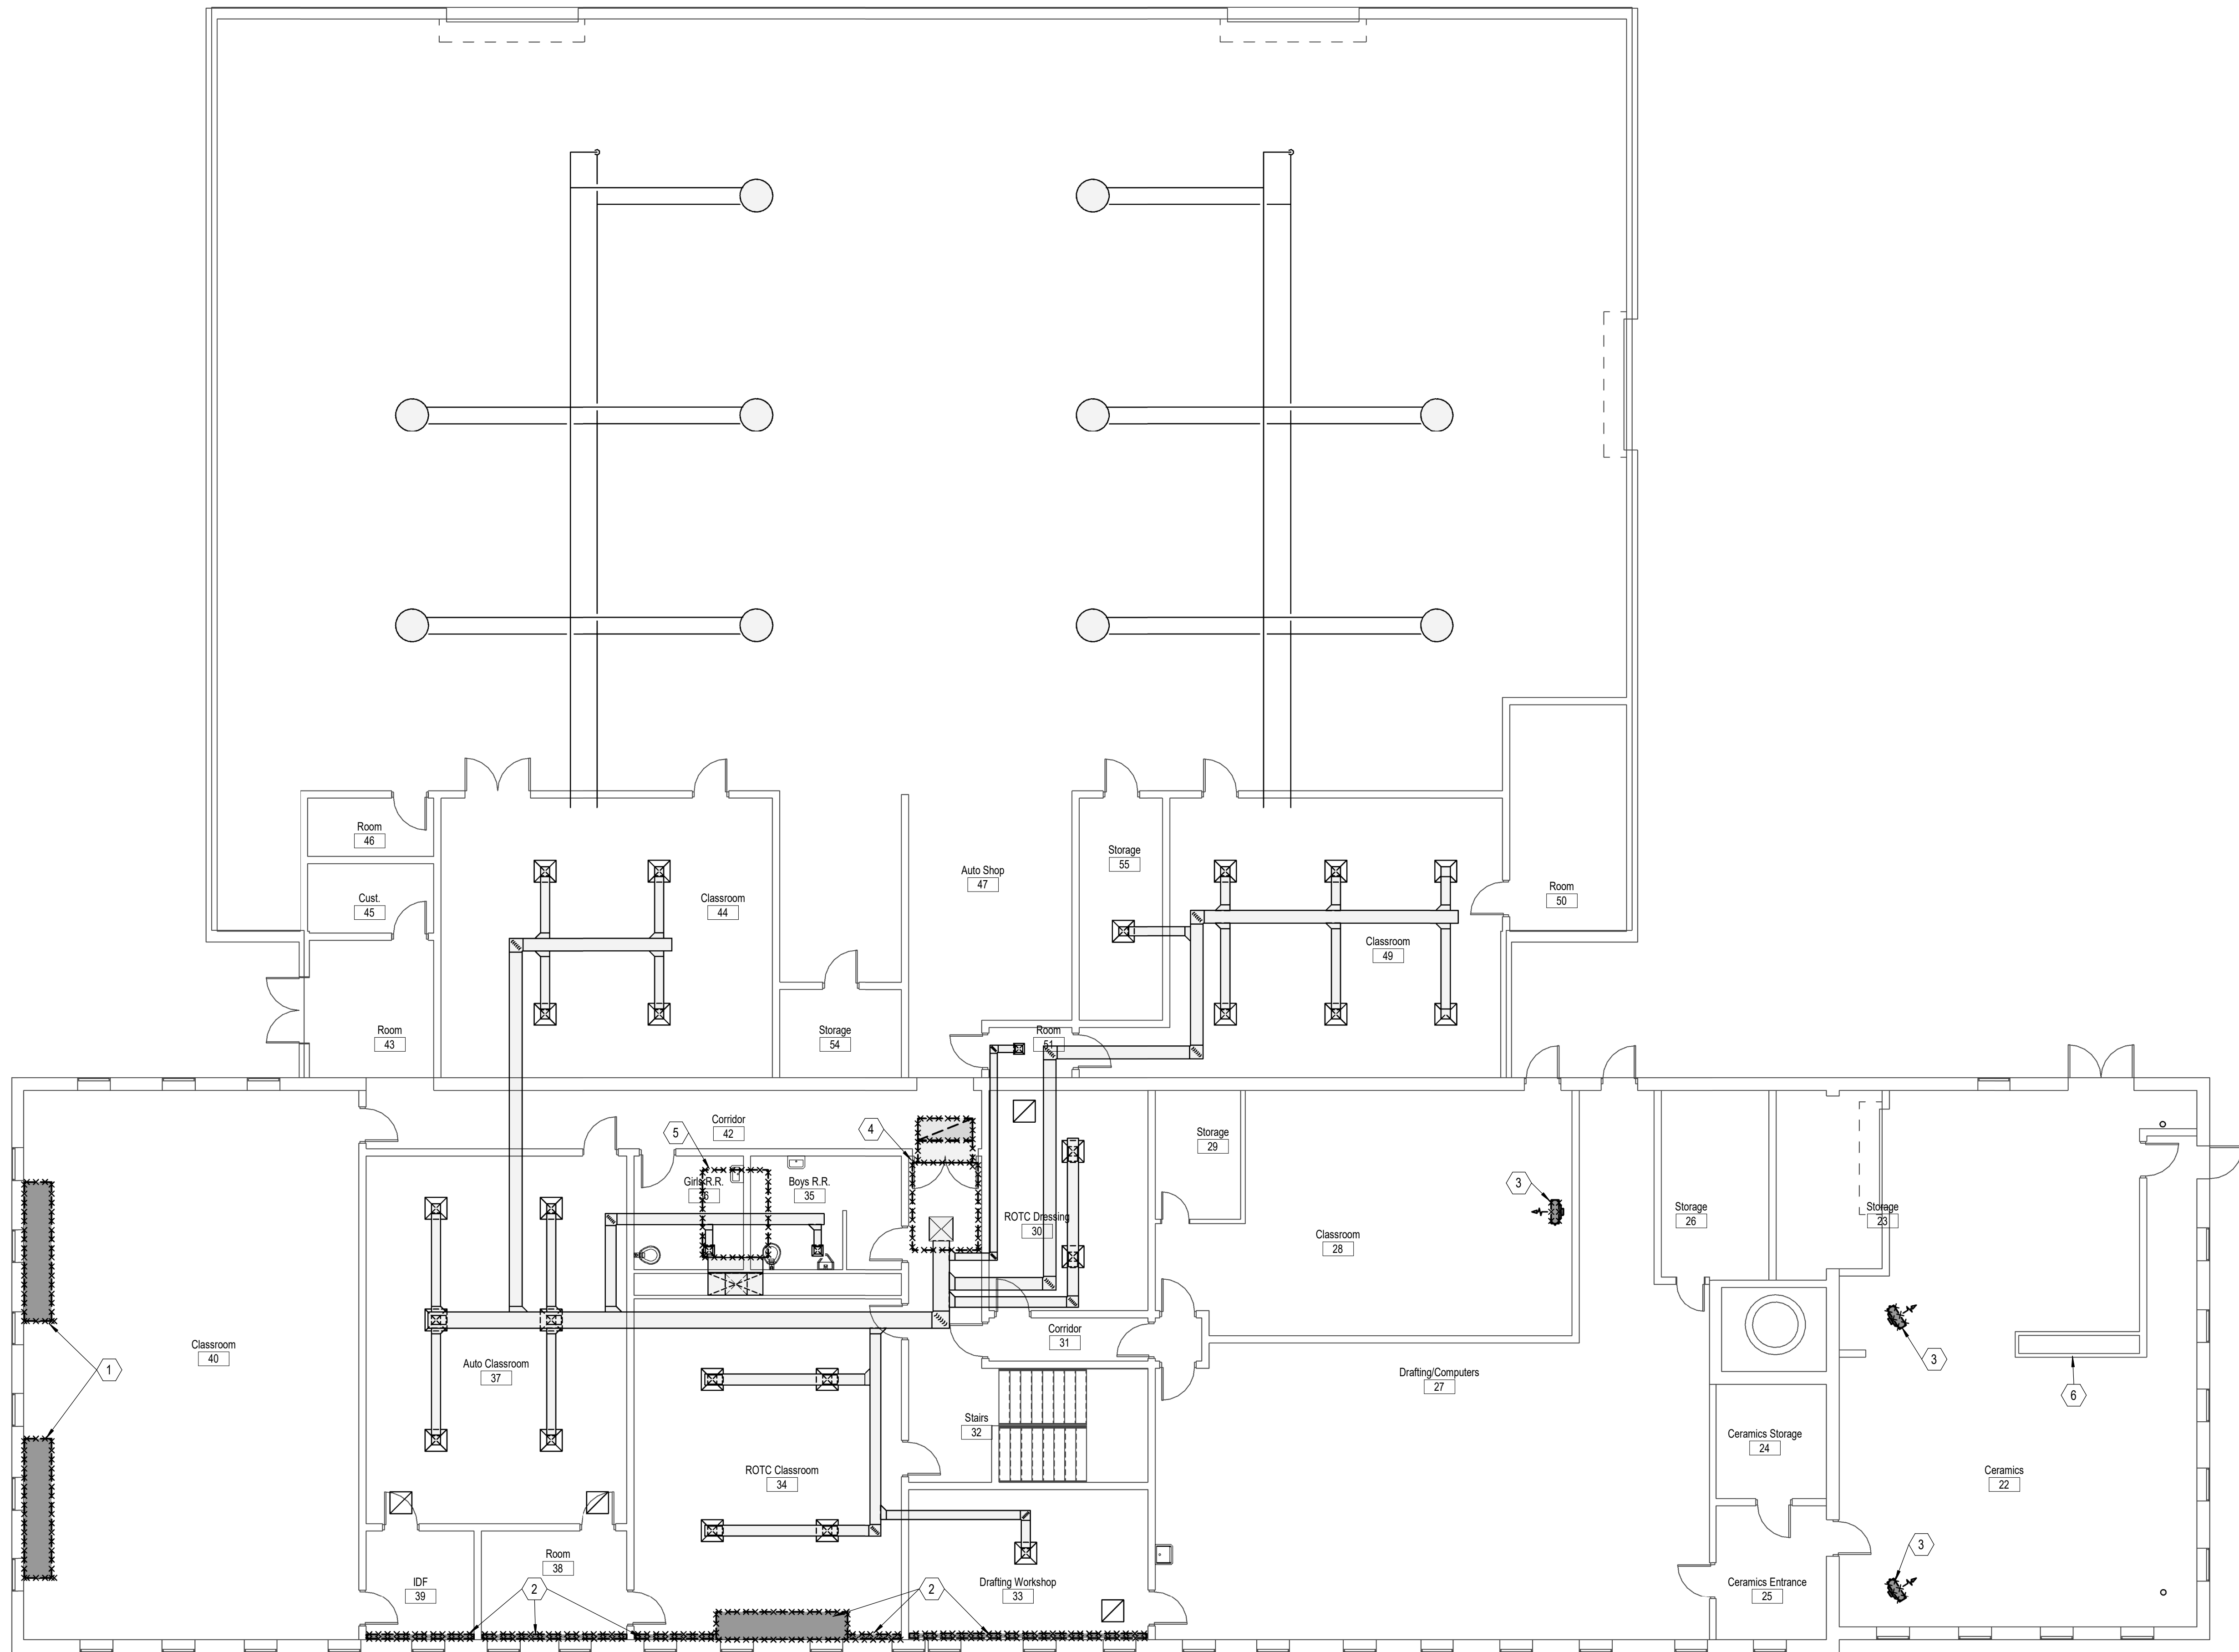 Room
46
Cust.
45
Classroom
44
Auto Shop
47
Storage
55
Room
50
Classroom
49
Room
43
Storage
54
Room
51
Corridor
42
5
4
Girls R.R.
36
Boys R.R.
35
ROTC Dressing
30
Storage
29
Classroom
28
3
Storage
26
Storage
23
Classroom
40
1
Auto Classroom
37
Corridor
31
Drafting/Computers
27
3
6
Stairs
32
ROTC Classroom
34
Ceramics Storage
24
Ceramics
22
Room
38
IDF
39
2
2
Drafting Workshop
33
Ceramics Entrance
25
3